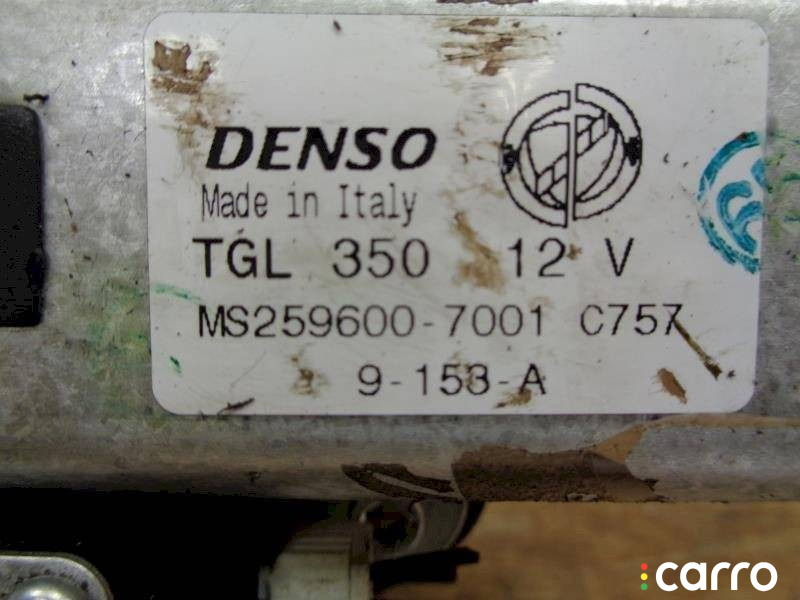 DENSO
Made in Italy
TGL 350 12 V
MS259600-7001 C757
9-153-A
carro